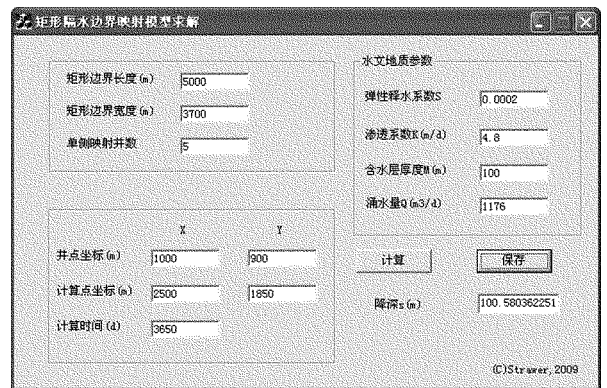 矩形隔水边界映射模型求解
矩形边界长度(m) 5000
矩形边界宽度(m) 3700
单侧映射井数 5
水文地质参数
弹性释水系数S 0.0002
渗透系数K(m/d) 4.8
含水层厚度M(m) 100
涌水量Q(m3/d) 1176
X Y
井点坐标(m) 1000 900
计算点坐标(m) 2500 1850
计算时间(d) 3650
计算 保存
降深s(m) 100.580362251
(C)Strawer,2009